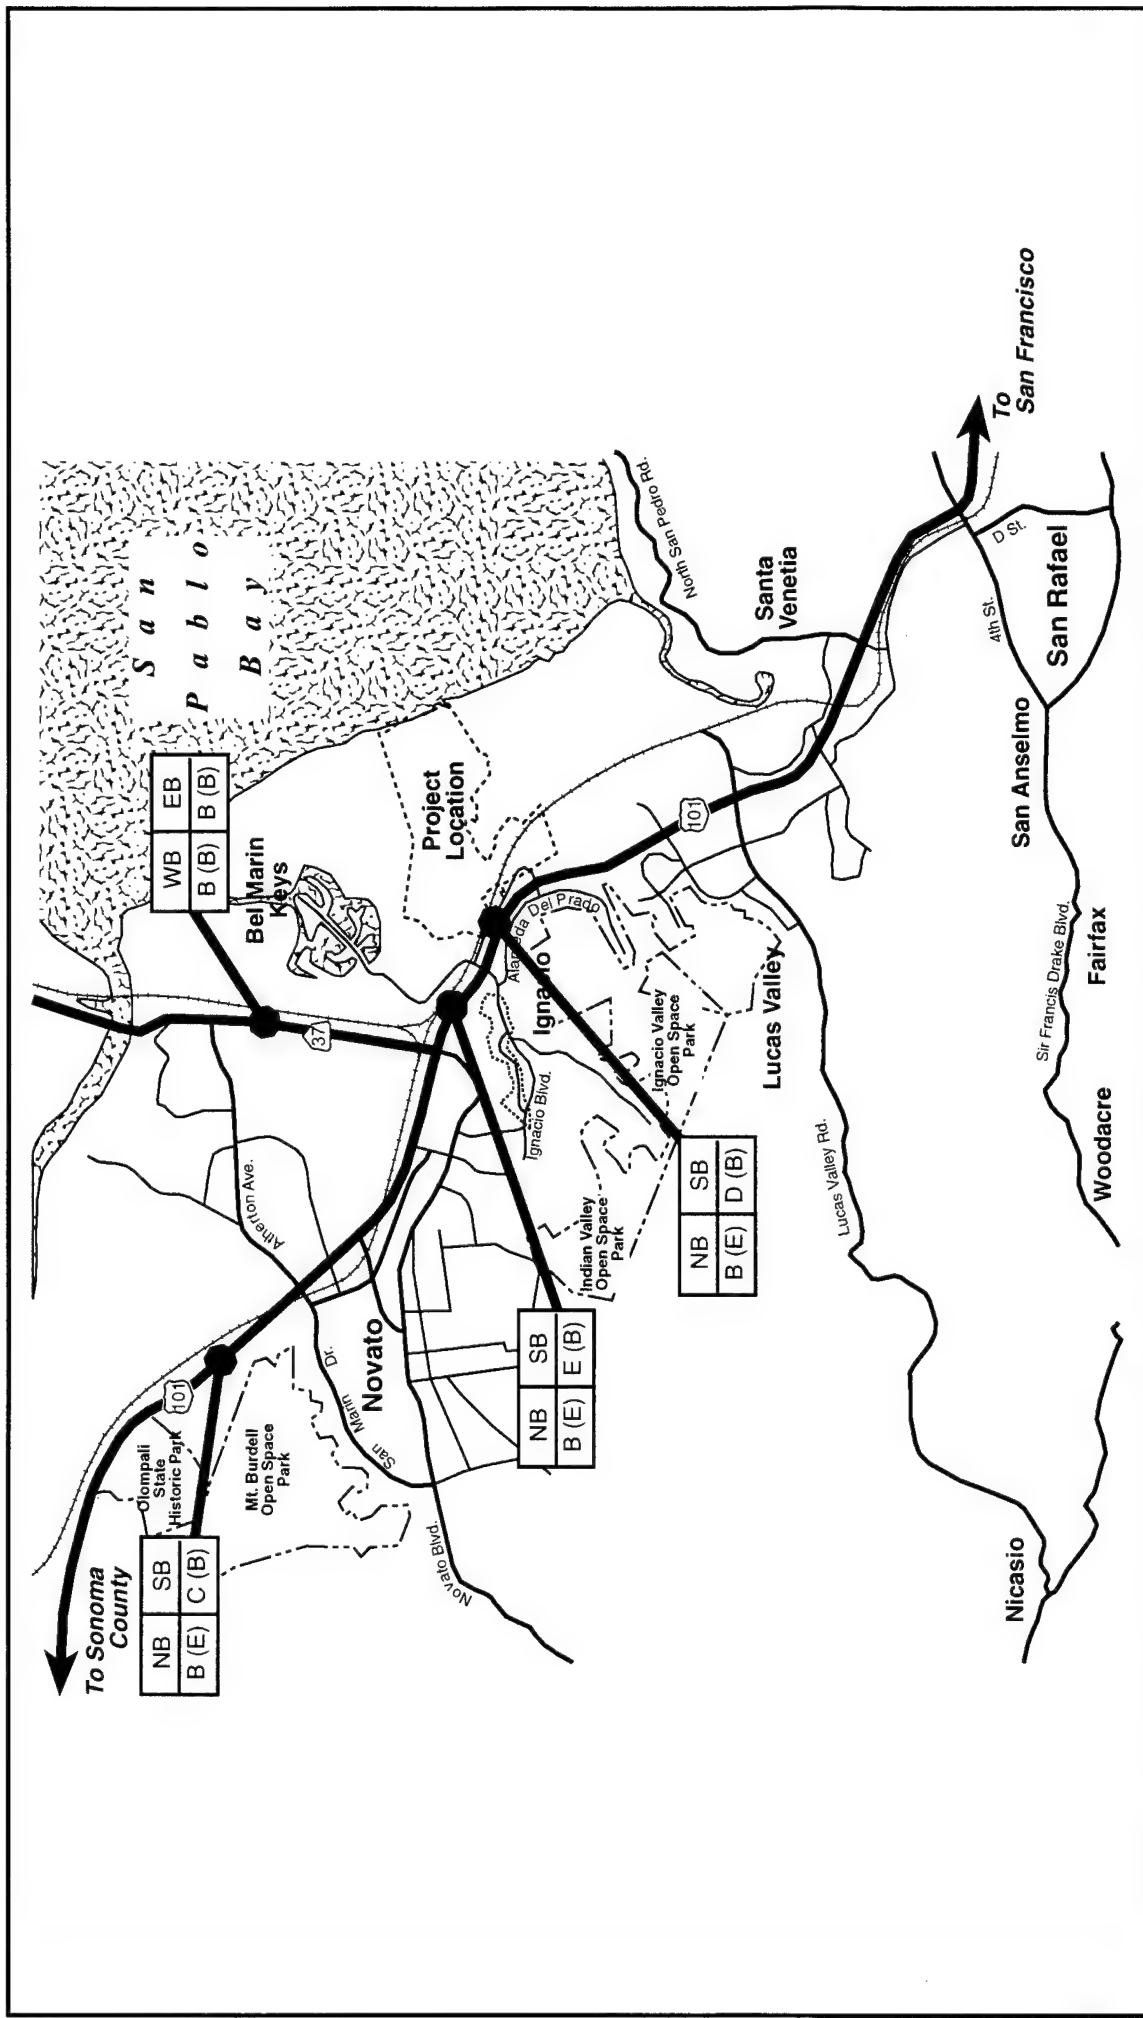 To Sonoma
County
NB SB
B (E) C (B)
101
Olompali
State
Historic Park
Mt. Burdell
Open Space
Park
San Marin Dr.
Novato
Novato Blvd.
Atherton Ave.
WB EB
B (B) B (B)
37
Bel Marin
Keys
San
Pablo
Bay
Project
Location
NB SB
B (E) E (B)
Indian Valley
Open Space
Park
Ignacio Blvd.
Ignacio
Alameda Del Prado
Ignacio Valley
Open Space
Park
NB SB
B (E) D (B)
101
Lucas Valley
Lucas Valley Rd.
North San Pedro Rd.
Santa
Venetia
Nicasio
Woodacre
Sir Francis Drake Blvd.
Fairfax
San Anselmo
4th St.
San Rafael
D St.
To
San Francisco